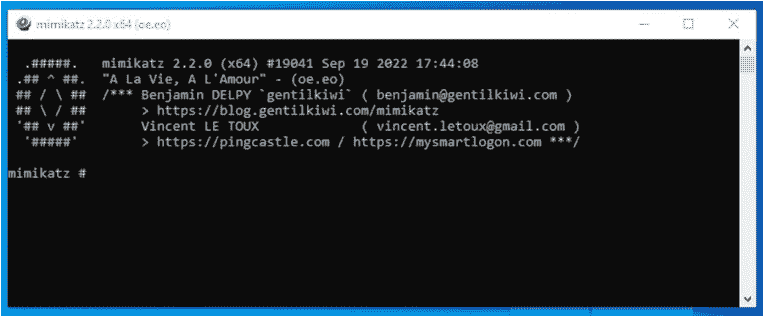 mimikatz 2.2.0 x64 (oe.eo)
  .#####.   mimikatz 2.2.0 (x64) #19041 Sep 19 2022 17:44:08
 .## ^ ##.  "A La Vie, A L'Amour" - (oe.eo)
 ## / \ ##  /*** Benjamin DELPY `gentilkiwi` ( benjamin@gentilkiwi.com )
 ## \ / ##       > https://blog.gentilkiwi.com/mimikatz
 '## v ##'       Vincent LE TOUX             ( vincent.letoux@gmail.com )
  '#####'        > https://pingcastle.com / https://mysmartlogon.com ***/
mimikatz #